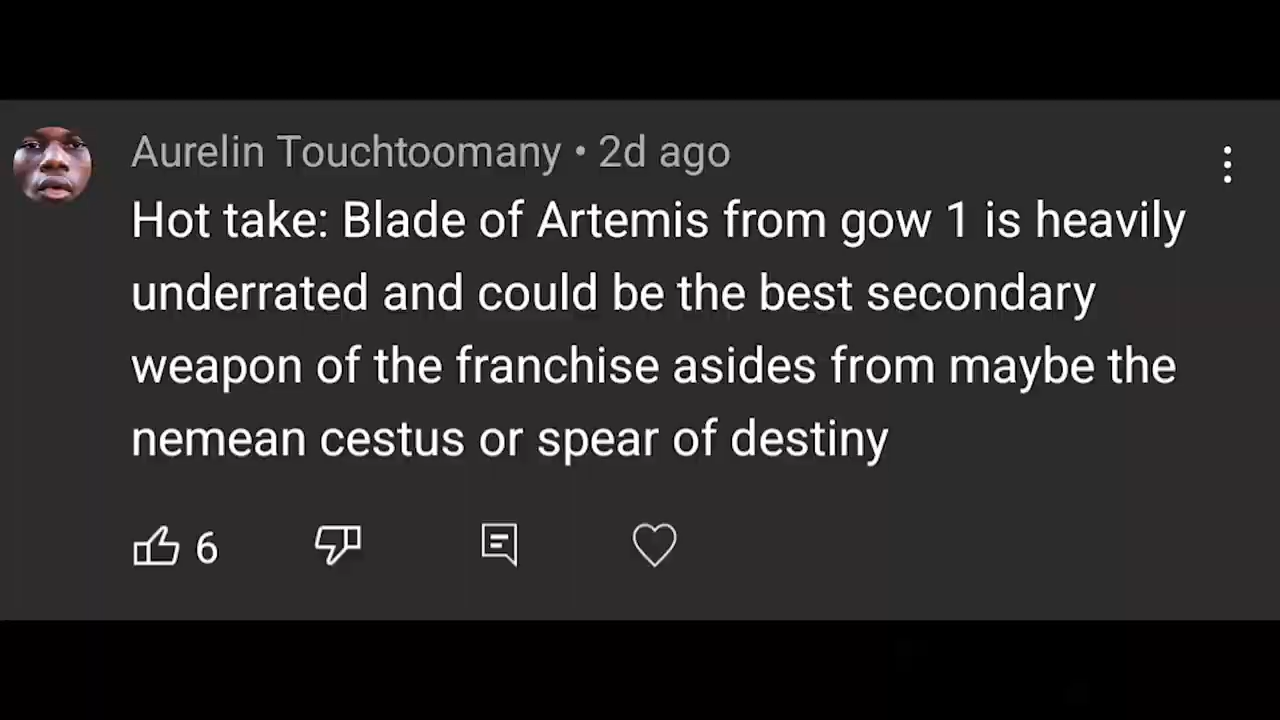 Aurelin Touchtoomany • 2d ago
Hot take: Blade of Artemis from gow 1 is heavily
underrated and could be the best secondary
weapon of the franchise asides from maybe the
nemean cestus or spear of destiny
6